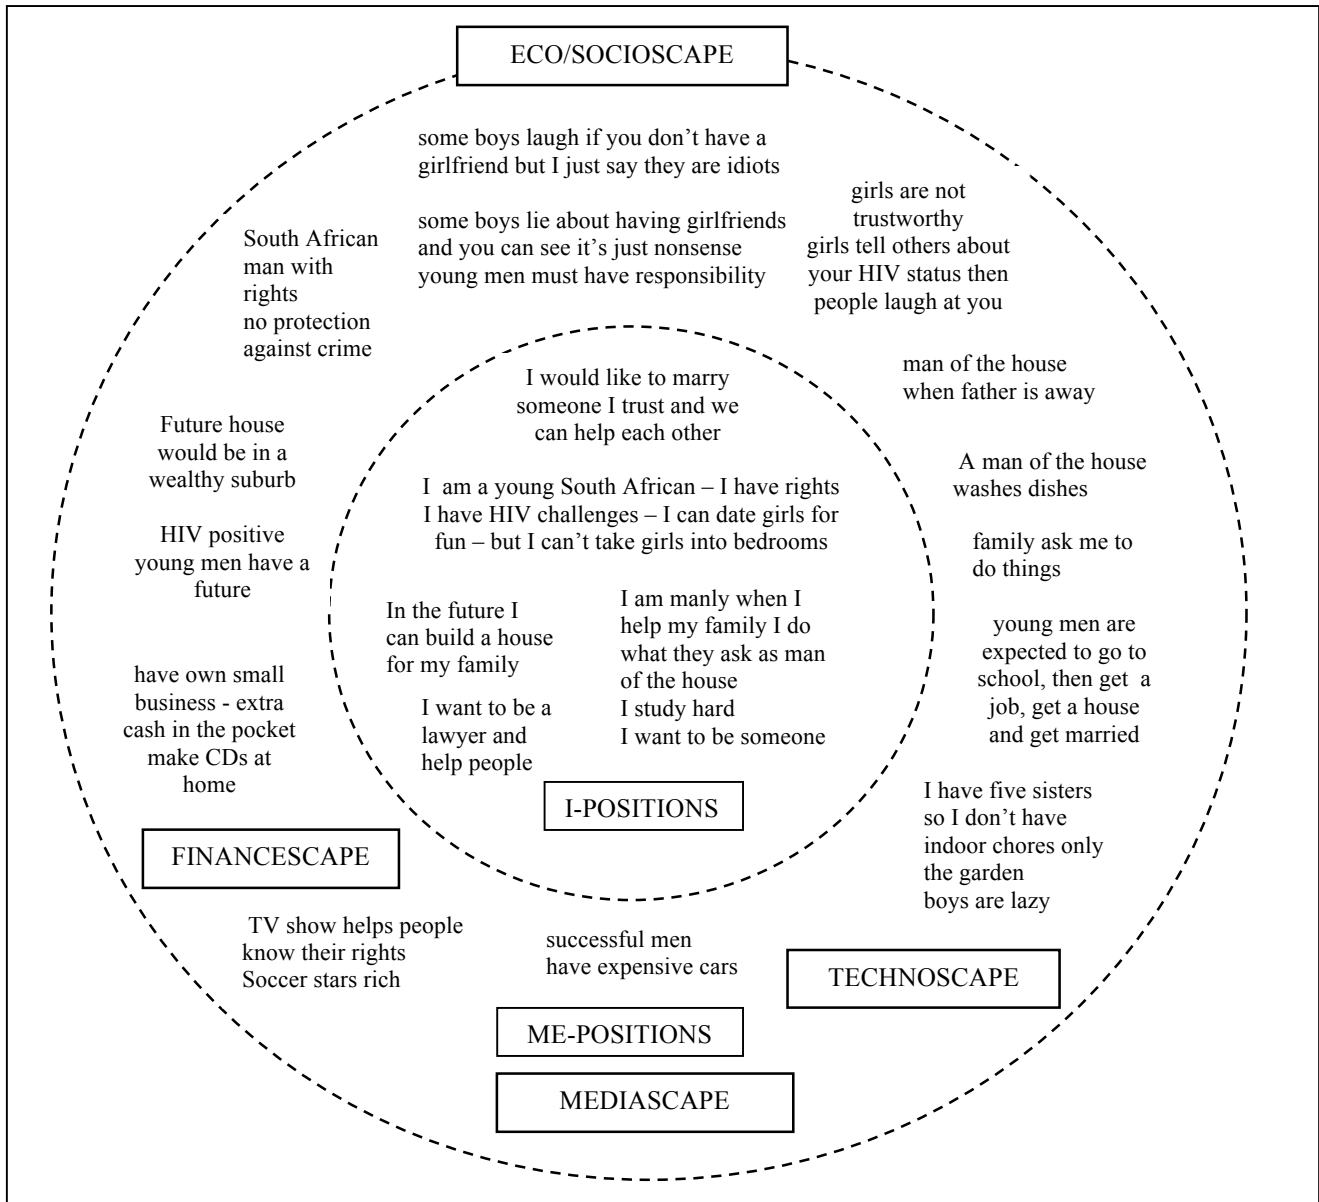 ECO/SOCIOSCAPE
some boys laugh if you don’t have a
girlfriend but I just say they are idiots
some boys lie about having girlfriends
and you can see it’s just nonsense
young men must have responsibility
girls are not
trustworthy
girls tell others about
your HIV status then
people laugh at you
South African
man with
rights
no protection
against crime
man of the house
when father is away
I would like to marry
someone I trust and we
can help each other
Future house
would be in a
wealthy suburb
A man of the house
washes dishes
I am a young South African – I have rights
I have HIV challenges – I can date girls for
fun – but I can’t take girls into bedrooms
HIV positive
young men have a
future
family ask me to
do things
In the future I
can build a house
for my family
I am manly when I
help my family I do
what they ask as man
of the house
I study hard
I want to be someone
young men are
expected to go to
school, then get a
job, get a house
and get married
have own small
business - extra
cash in the pocket
make CDs at
home
I want to be a
lawyer and
help people
I-POSITIONS
I have five sisters
so I don’t have
indoor chores only
the garden
boys are lazy
FINANCESCAPE
TV show helps people
know their rights
Soccer stars rich
successful men
have expensive cars
TECHNOSCAPE
ME-POSITIONS
MEDIASCAPE